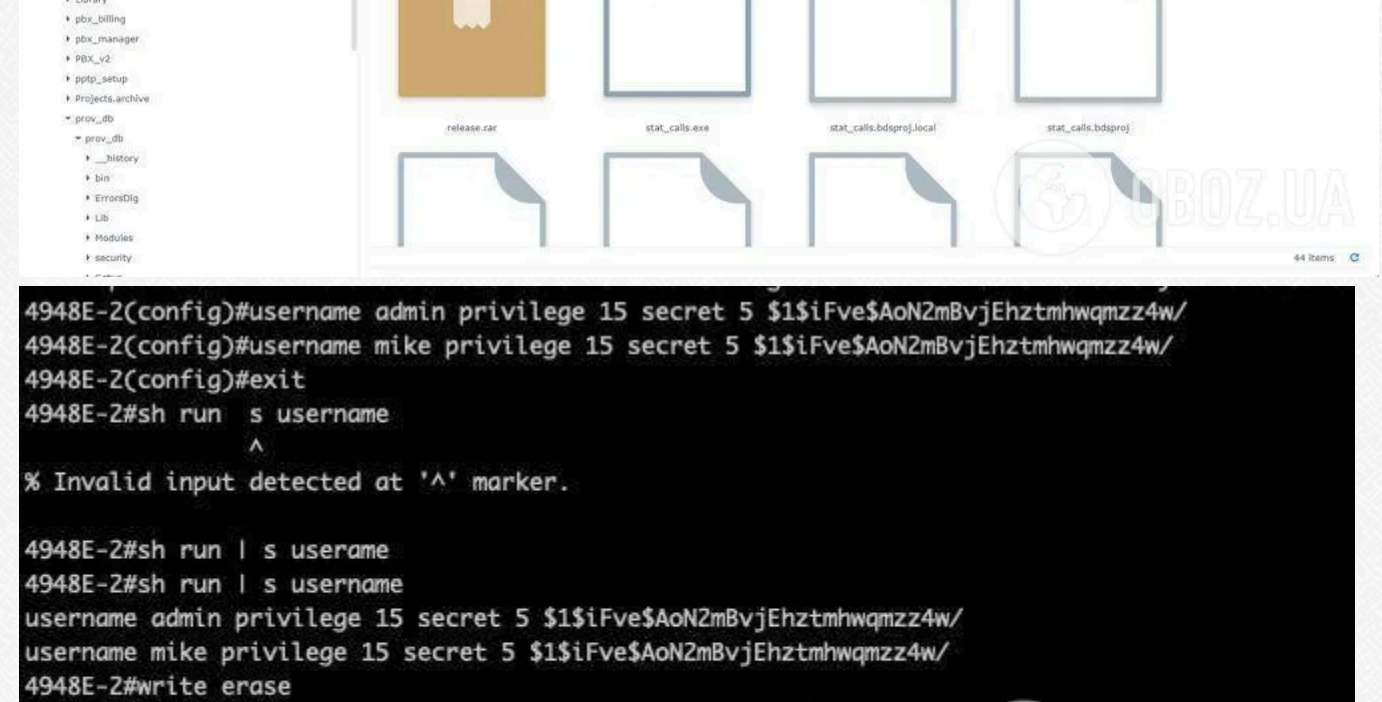 pbx_billing
pbx_manager
PBX_v2
pptp_setup
Projects.archive
prov_db
prov_db
__history
bin
ErrorsDlg
Lib
Modules
security
release.rar
stat_calls.exe
stat_calls.bdsproj.local
stat_calls.bdsproj
OBOZ.UA
44 items
4948E-2(config)#username admin privilege 15 secret 5 $1$iFve$AoN2mBvjEhztmhwqmzz4w/
4948E-2(config)#username mike privilege 15 secret 5 $1$iFve$AoN2mBvjEhztmhwqmzz4w/
4948E-2(config)#exit
4948E-2#sh run  s username
^
% Invalid input detected at '^' marker.
4948E-2#sh run | s userame
4948E-2#sh run | s username
username admin privilege 15 secret 5 $1$iFve$AoN2mBvjEhztmhwqmzz4w/
username mike privilege 15 secret 5 $1$iFve$AoN2mBvjEhztmhwqmzz4w/
4948E-2#write erase